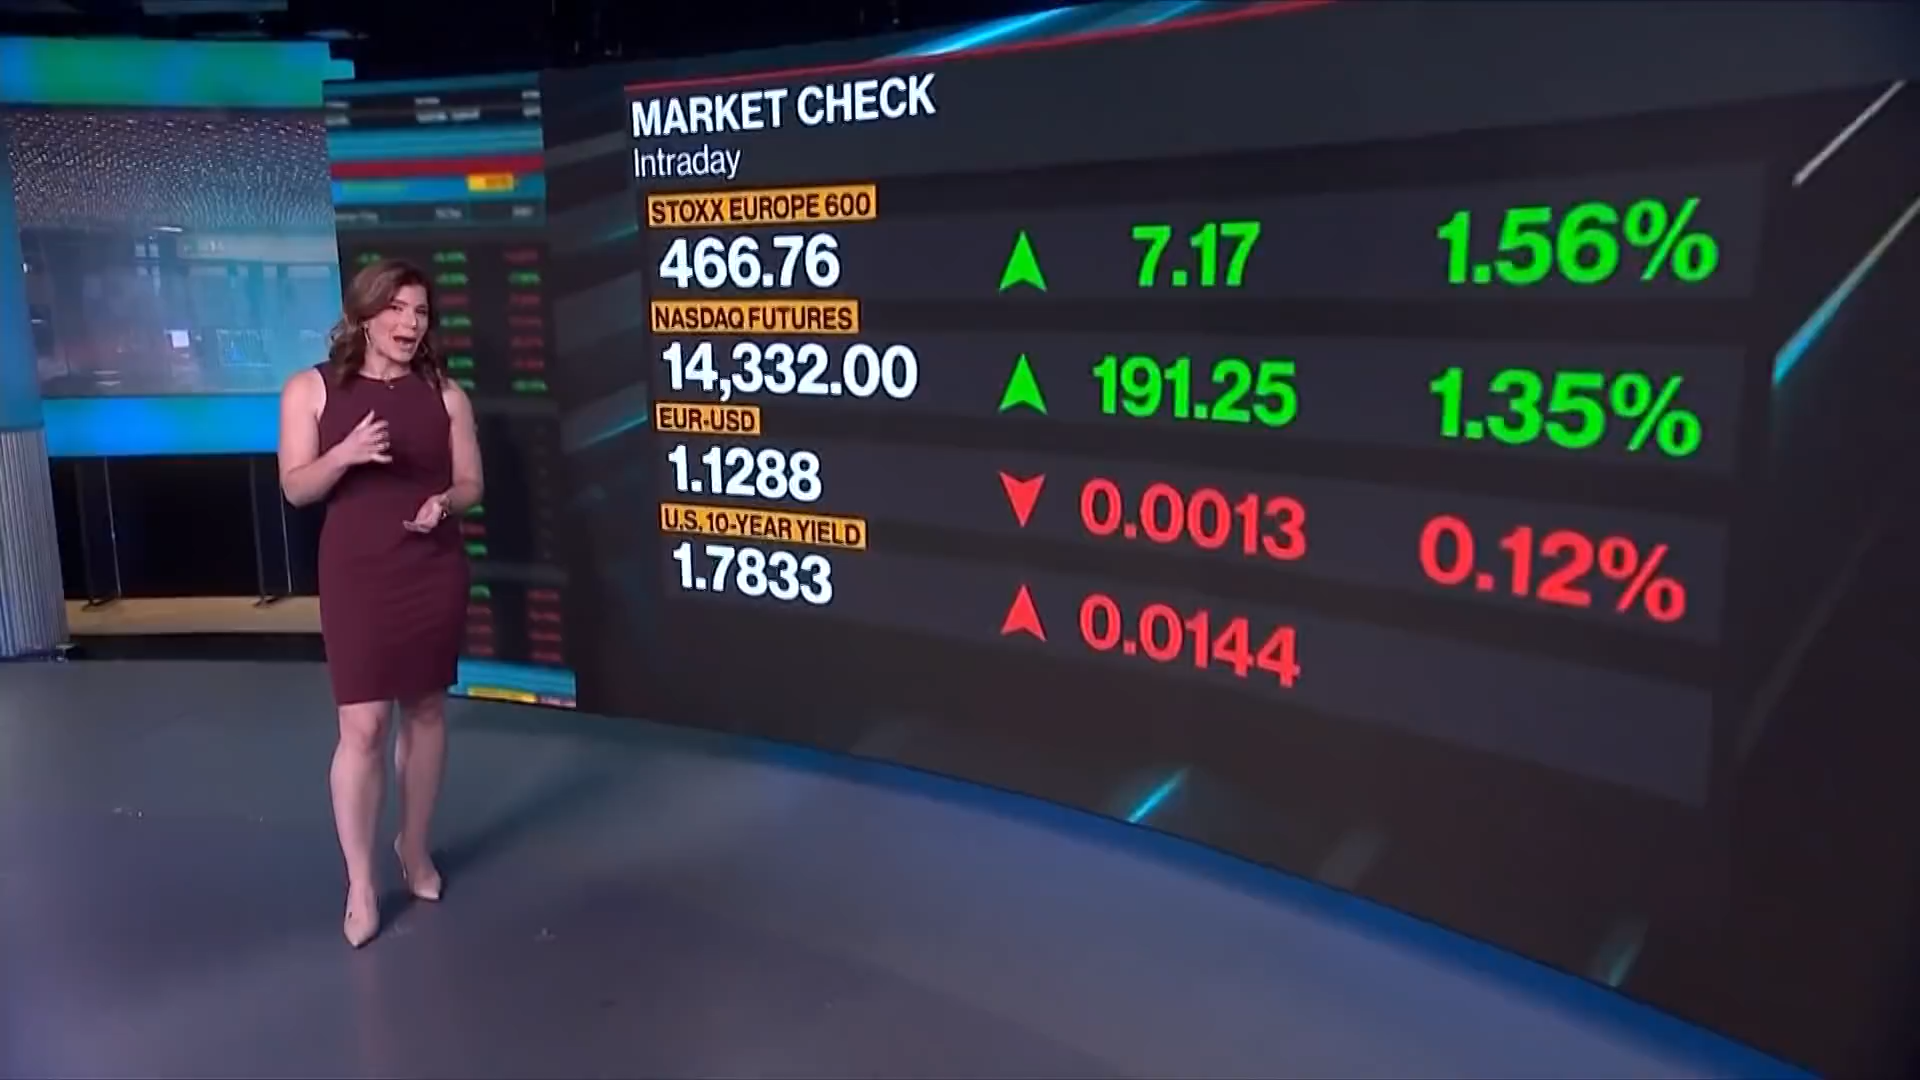 MARKET CHECK
Intraday
STOXX EUROPE 600
466.76 ▲ 7.17 1.56%
NASDAQ FUTURES
14,332.00 ▲ 191.25 1.35%
EUR-USD
1.1288 ▼ 0.0013 0.12%
U.S. 10-YEAR YIELD
1.7833 ▲ 0.0144